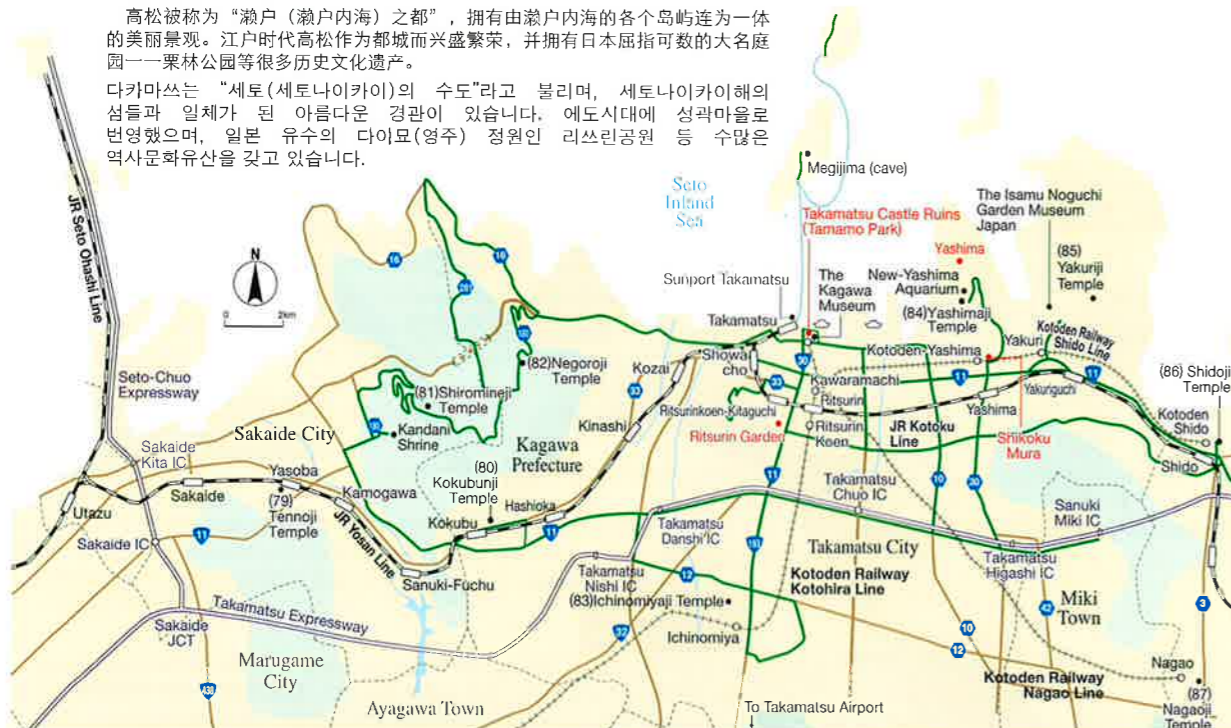 高松被称为“濑户（濑户内海）之都”，拥有由濑户内海的各个岛屿连为一体
的美丽景观。江户时代高松作为都城而兴盛繁荣，并拥有日本屈指可数的大名庭
园一一栗林公园等很多历史文化遗产。
다카마쓰는 “세토(세토나이카이)의 수도”라고 불리며, 세토나이카이해의
섬들과 일체가 된 아름다운 경관이 있습니다. 에도시대에 성곽마을로
번영했으며, 일본 유수의 다이묘(영주) 정원인 리쓰린공원 등 수많은
역사문화유산을 갖고 있습니다.
Megijima (cave)
Seto
Inland
Sea
The Isamu Noguchi
Garden Museum
Japan
Takamatsu Castle Ruins
(Tamamo Park)
JR Seto Ohashi Line
Yashima
(85)
Yakuriji
Temple
N
0 2km
16
16
281
180
Sunport Takamatsu
The
Kagawa
Museum
New-Yashima
Aquarium
(84)Yashimaji
Temple
Takamatsu
Kotoden Railway
Shido Line
Yakuri
Kotoden-Yashima
Showa
cho
30
11
11
(86) Shidoji
Temple
Seto-Chuo
Expressway
(82)Negoroji
Temple
Kozai
33
33
Kawaramachi
Ritsurin
Yakuriguchi
(81)Shiromineji
Temple
Ritsurinkoen-Kitaguchi
Yashima
Kotoden
Shido
Kinashi
Ritsurin Garden
Ritsurin
Koen
JR Kotoku
Line
Shikoku
Mura
Sakaide City
180
Kandani
Shrine
Kagawa
Prefecture
Shido
Sakaide
Kita IC
Yasoba
(80)
Kokubunji
Temple
11
10
30
Takamatsu
Chuo IC
Sakaide
Kamogawa
Hashioka
Sanuki
Miki IC
Utazu
(79)
Tennoji
Temple
JR Yosan Line
Kokubu
11
Takamatsu
Danshi IC
Sakaide IC
11
193
Takamatsu City
Takamatsu
Higashi IC
Sanuki-Fuchu
Takamatsu
Nishi IC
12
Kotoden Railway
Kotohira Line
Miki
Town
(83)Ichinomiyaji Temple
42
3
Takamatsu Expressway
Sakaide
JCT
32
Ichinomiya
10
12
Marugame
City
438
Nagao
Kotoden Railway
Nagao Line
(87)
Nagaoji
Temple
Ayagawa Town
To Takamatsu Airport